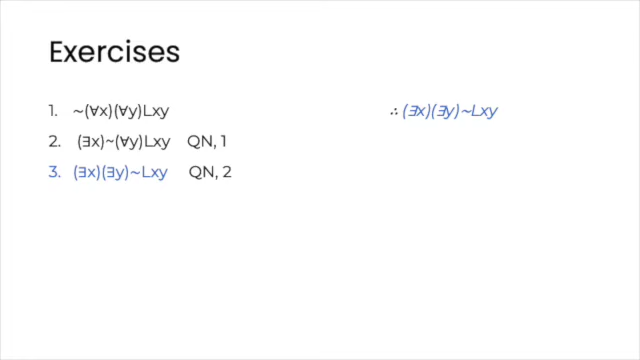 Exercises
1. ~(∀x)(∀y)Lxy ∴ (∃x)(∃y)~Lxy
2. (∃x)~(∀y)Lxy QN, 1
3. (∃x)(∃y)~Lxy QN, 2